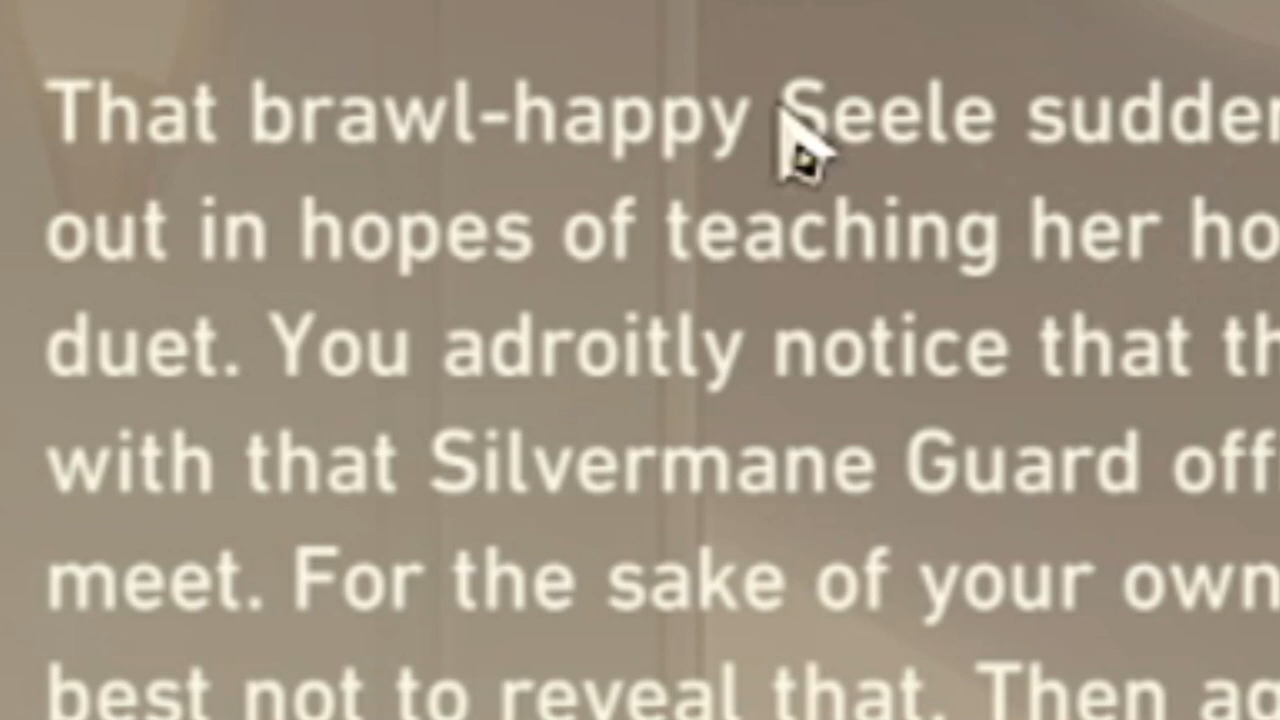 That brawl-happy Seele sudden
out in hopes of teaching her ho
duet. You adroitly notice that th
with that Silvermane Guard off
meet. For the sake of your own
best not to reveal that. Then ag